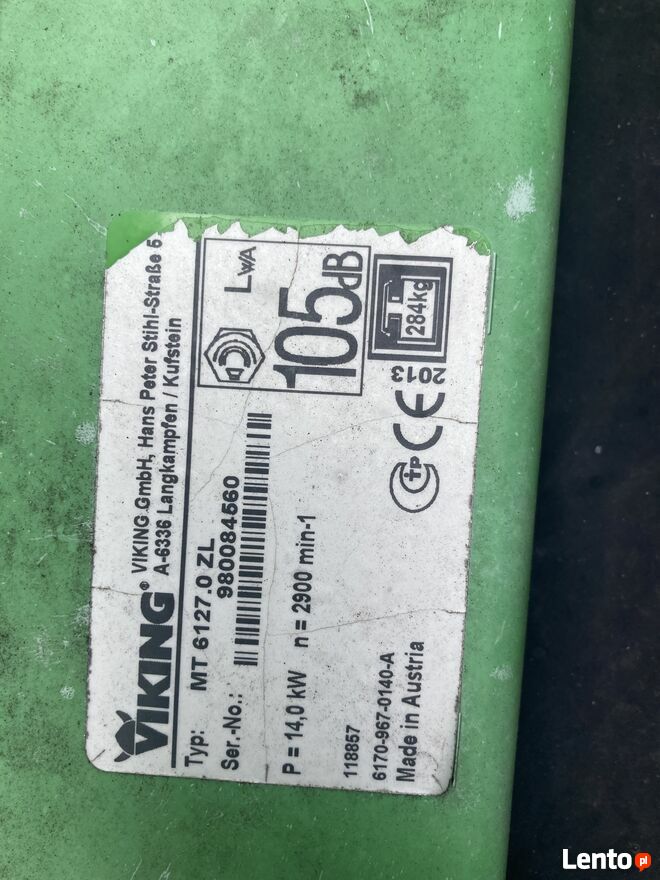 VIKING® VIKING GmbH, Hans Peter Stihl-Straße 5
A-6336 Langkampfen / Kufstein
Typ: MT 6127.0 ZL
Ser.-No.: 980084560
P = 14,0 kW n = 2900 min-1
118857
6170-967-0140-A
Made in Austria
LWA
105dB
284kg
2013
CE
Lento.pl